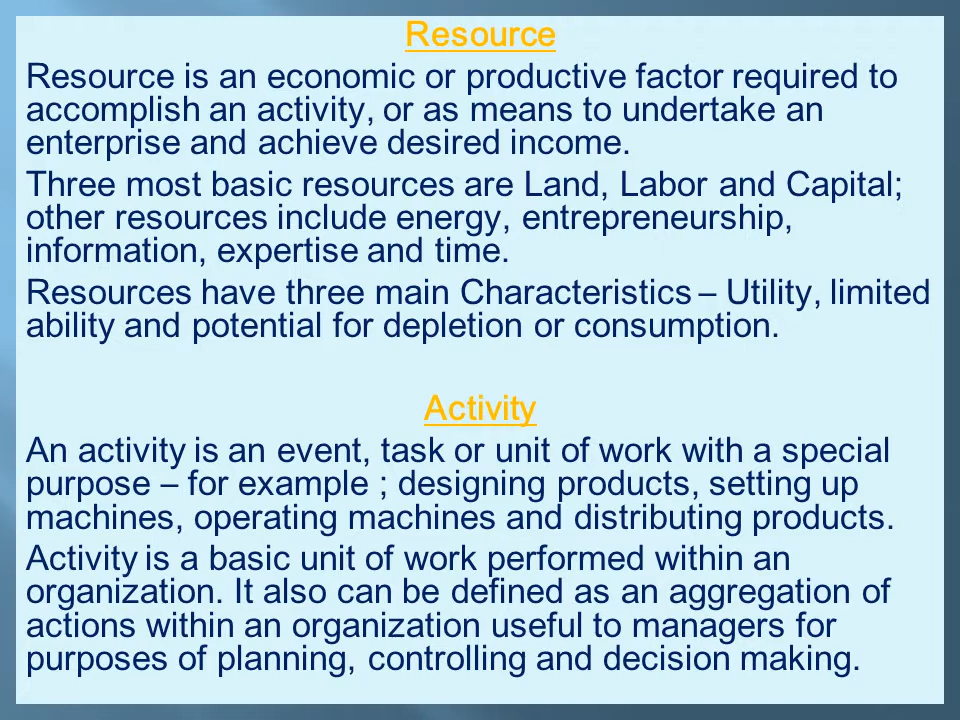 Resource
Resource is an economic or productive factor required to
accomplish an activity, or as means to undertake an
enterprise and achieve desired income.
Three most basic resources are Land, Labor and Capital;
other resources include energy, entrepreneurship,
information, expertise and time.
Resources have three main Characteristics – Utility, limited
ability and potential for depletion or consumption.
Activity
An activity is an event, task or unit of work with a special
purpose – for example ; designing products, setting up
machines, operating machines and distributing products.
Activity is a basic unit of work performed within an
organization. It also can be defined as an aggregation of
actions within an organization useful to managers for
purposes of planning, controlling and decision making.